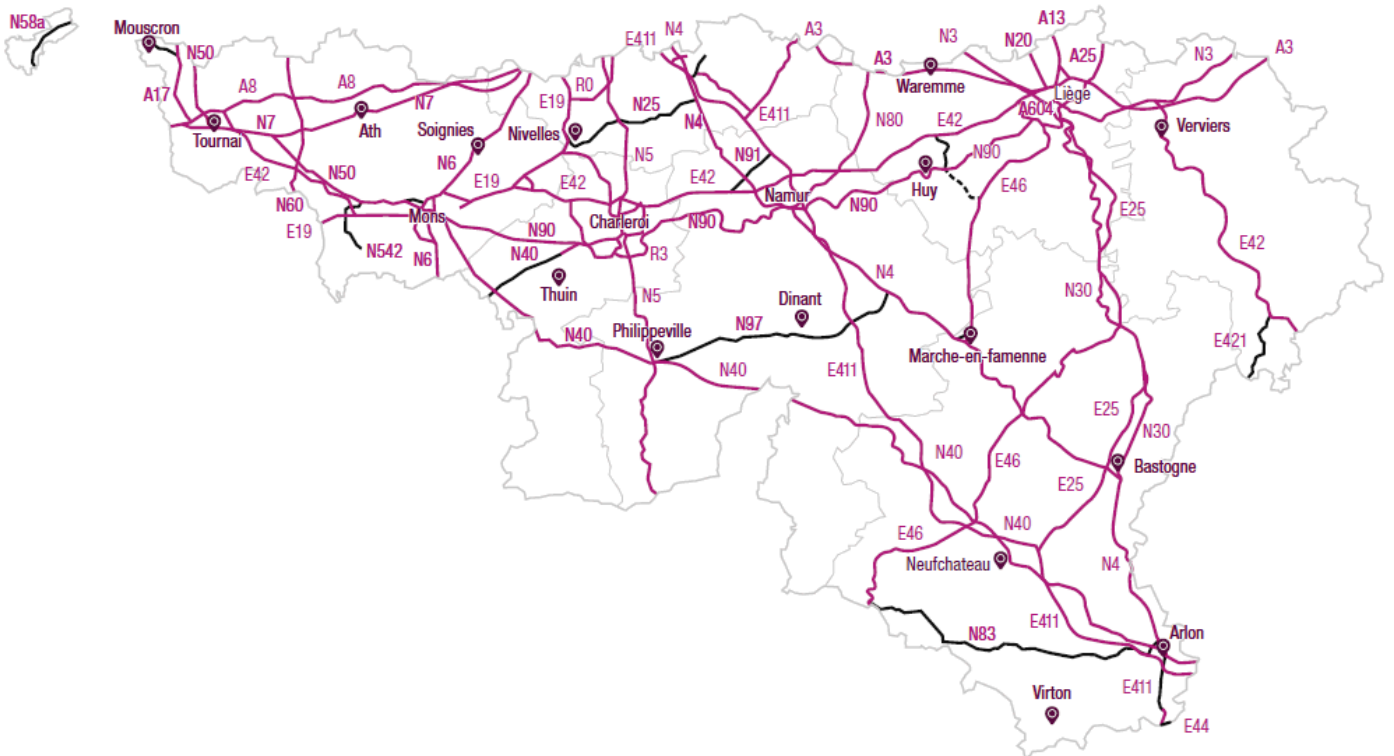 N58a
Mouscron
N50
A17
A8
A8
N7
Tournai
N7
Ath
E42
N50
N60
E19
Mons
N542
N6
Soignies
N6
E19
E42
Nivelles
E19
R0
E411
N4
N25
N5
N4
E411
N91
A3
A3
Waremme
N3
N20
A13
A25
Liège
A604
N3
A3
Verviers
N80
E42
N90
Huy
E46
E25
E42
N90
N40
Charleroi
E42
N90
R3
Namur
N90
Thuin
N5
Philippeville
N40
N97
Dinant
N4
N40
E411
Marche-en-famenne
N30
E421
E25
N30
Bastogne
N40
E46
E25
E46
N40
Neufchateau
N4
N83
E411
Arlon
Virton
E411
E44